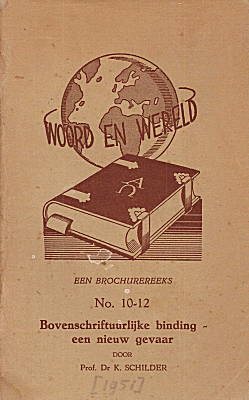 WOORD EN WERELD
EEN BROCHUREREEKS
No. 10-12
Bovenschriftuurlijke binding -
een nieuw gevaar
DOOR
Prof. Dr K. SCHILDER
[1951]